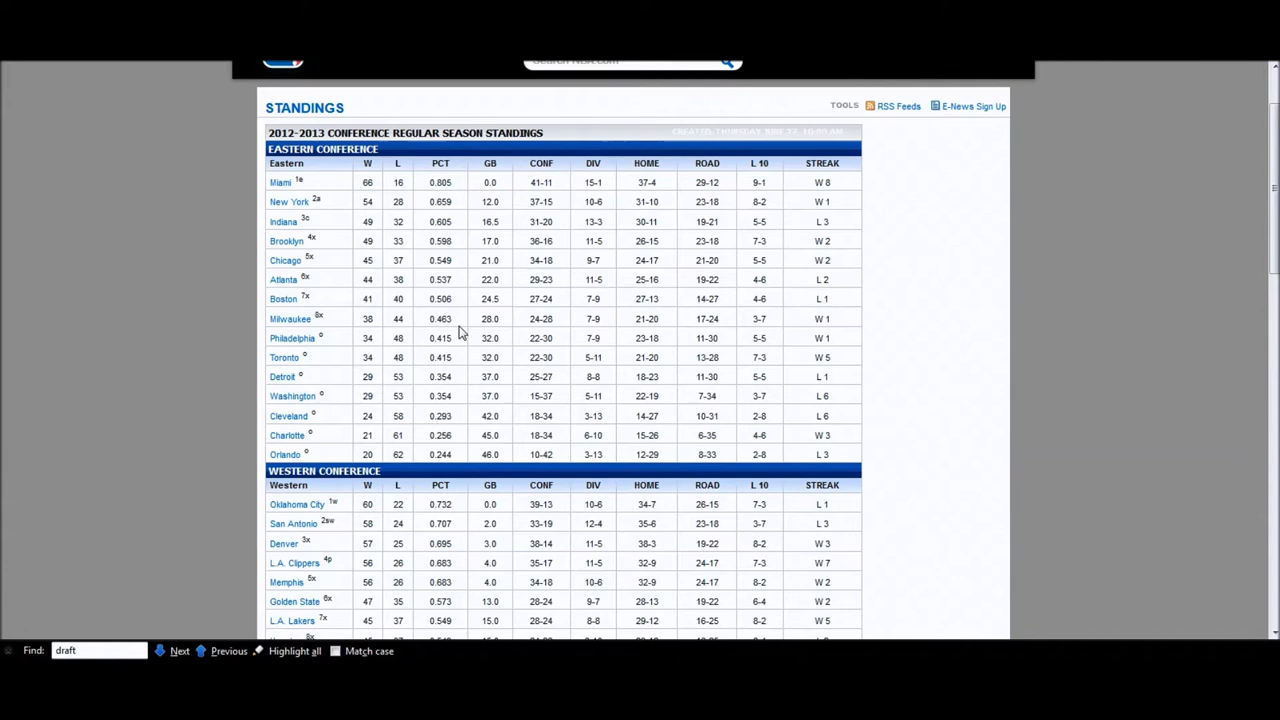 Search NBA.com
STANDINGS TOOLS RSS Feeds E-News Sign Up
2012-2013 CONFERENCE REGULAR SEASON STANDINGS CREATED: THURSDAY JUNE 27, 10:00 AM
EASTERN CONFERENCE
Eastern W L PCT GB CONF DIV HOME ROAD L 10 STREAK
Miami 1e 66 16 0.805 0.0 41-11 15-1 37-4 29-12 9-1 W 8
New York 2a 54 28 0.659 12.0 37-15 10-6 31-10 23-18 8-2 W 1
Indiana 3c 49 32 0.605 16.5 31-20 13-3 30-11 19-21 5-5 L 3
Brooklyn 4x 49 33 0.598 17.0 36-16 11-5 26-15 23-18 7-3 W 2
Chicago 5x 45 37 0.549 21.0 34-18 9-7 24-17 21-20 5-5 W 2
Atlanta 6x 44 38 0.537 22.0 29-23 11-5 25-16 19-22 4-6 L 2
Boston 7x 41 40 0.506 24.5 27-24 7-9 27-13 14-27 4-6 L 1
Milwaukee 8x 38 44 0.463 28.0 24-28 7-9 21-20 17-24 3-7 W 1
Philadelphia o 34 48 0.415 32.0 22-30 7-9 23-18 11-30 5-5 W 1
Toronto o 34 48 0.415 32.0 22-30 5-11 21-20 13-28 7-3 W 5
Detroit o 29 53 0.354 37.0 25-27 8-8 18-23 11-30 5-5 L 1
Washington o 29 53 0.354 37.0 15-37 5-11 22-19 7-34 3-7 L 6
Cleveland o 24 58 0.293 42.0 18-34 3-13 14-27 10-31 2-8 L 6
Charlotte o 21 61 0.256 45.0 18-34 6-10 15-26 6-35 4-6 W 3
Orlando o 20 62 0.244 46.0 10-42 3-13 12-29 8-33 2-8 L 3
WESTERN CONFERENCE
Western W L PCT GB CONF DIV HOME ROAD L 10 STREAK
Oklahoma City 1w 60 22 0.732 0.0 39-13 10-6 34-7 26-15 7-3 L 1
San Antonio 2sw 58 24 0.707 2.0 33-19 12-4 35-6 23-18 3-7 L 3
Denver 3x 57 25 0.695 3.0 38-14 11-5 38-3 19-22 8-2 W 3
L.A. Clippers 4p 56 26 0.683 4.0 35-17 11-5 32-9 24-17 7-3 W 7
Memphis 5x 56 26 0.683 4.0 34-18 10-6 32-9 24-17 8-2 W 2
Golden State 6x 47 35 0.573 13.0 28-24 9-7 28-13 19-22 6-4 W 2
L.A. Lakers 7x 45 37 0.549 15.0 28-24 8-8 29-12 16-25 8-2 W 5
8x
Find: draft Next Previous Highlight all Match case